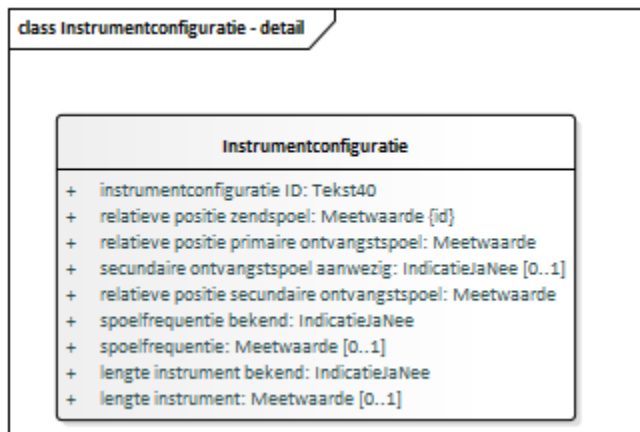 class Instrumentconfiguratie - detail
Instrumentconfiguratie
+ instrumentconfiguratie ID: Tekst40
+ relatieve positie zendspoel: Meetwaarde {id}
+ relatieve positie primaire ontvangstspoel: Meetwaarde
+ secundaire ontvangstspoel aanwezig: IndicatieJaNee [0..1]
+ relatieve positie secundaire ontvangstspoel: Meetwaarde
+ spoelfrequentie bekend: IndicatieJaNee
+ spoelfrequentie: Meetwaarde [0..1]
+ lengte instrument bekend: IndicatieJaNee
+ lengte instrument: Meetwaarde [0..1]